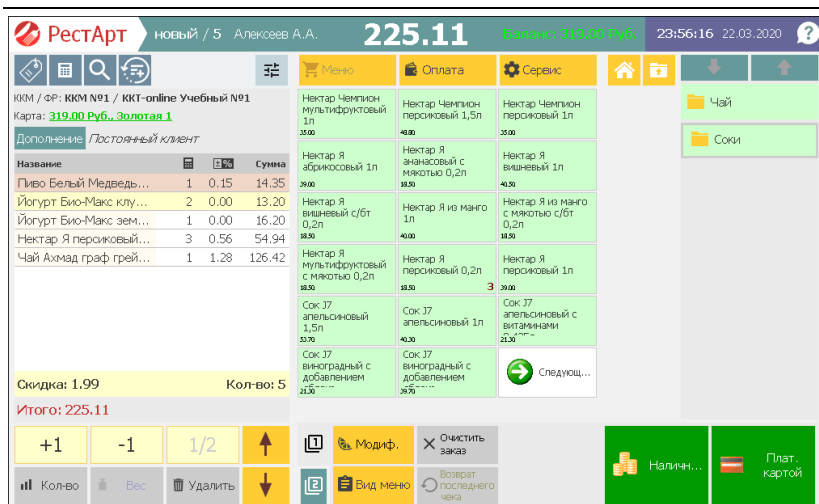 РестАрт
новый / 5 Алексеев А.А.
225.11
Баланс: 319.00 Руб.
23:56:16 22.03.2020
?
Меню
Оплата
Сервис
ККМ / ФР: ККМ №1 / ККТ-online Учебный №1
Карта: 319.00 Руб., Золотая 1
Дополнение Постоянный клиент
Название ±% Сумма
Пиво Белый Медведь... 1 0.15 14.35
Йогурт Био-Макс клу... 2 0.00 13.20
Йогурт Био-Макс зем... 1 0.00 16.20
Нектар Я персиковый... 3 0.56 54.94
Чай Ахмад граф грей... 1 1.28 126.42
Скидка: 1.99 Кол-во: 5
Итого: 225.11
+1 -1 1/2
Кол-во Вес Удалить
Нектар Чемпион
мультифруктовый
1л
35.00
Нектар Чемпион
персиковый 1,5л
48.80
Нектар Чемпион
персиковый 1л
35.00
Нектар Я
абрикосовый 1л
39.00
Нектар Я
ананасовый с
мякотью 0,2л
18.50
Нектар Я
вишневый 1л
40.50
Нектар Я
вишневый с/бт
0,2л
18.50
Нектар Я из манго
1л
40.00
Нектар Я из манго
с мякотью с/бт
0,2л
18.50
Нектар Я
мультифруктовый
с мякотью 0,2л
18.50
Нектар Я
персиковый 0,2л
18.50 3
Нектар Я
персиковый 1л
39.00
Сок J7
апельсиновый
1,5л
53.70
Сок J7
апельсиновый 1л
40.30
Сок J7
апельсиновый с
витаминами
21.30
Сок J7
виноградный с
добавлением
21.30
Сок J7
виноградный с
добавлением
39.70
Следующ...
Чай
Соки
1
Модиф.
Очистить
заказ
2
Вид меню
Возврат
последнего
чека
Наличн...
Плат.
картой